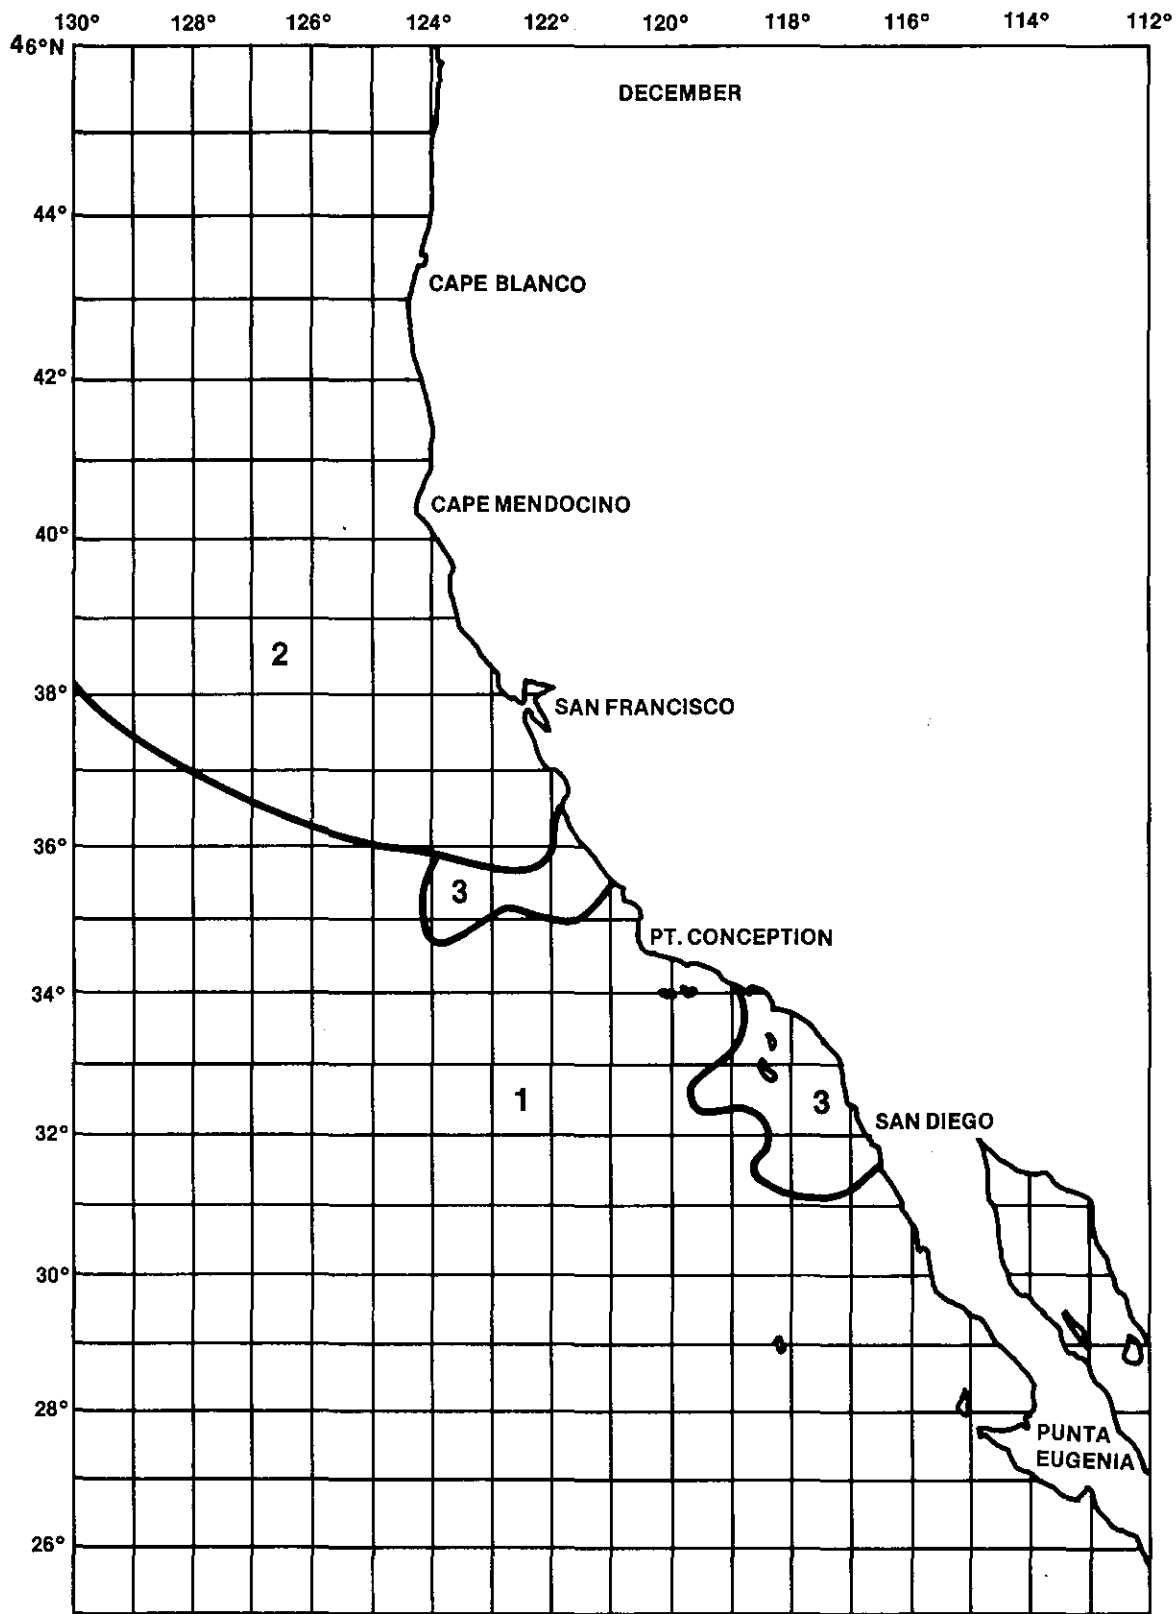 130° 128° 126° 124° 122° 120° 118° 116° 114° 112°
46°N
DECEMBER
44°
CAPE BLANCO
42°
CAPE MENDOCINO
40°
2
38°
SAN FRANCISCO
36°
3
PT. CONCEPTION
34°
1
3
SAN DIEGO
32°
30°
28°
PUNTA
EUGENIA
26°